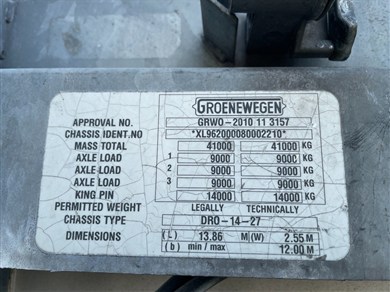 GROENEWEGEN
APPROVAL NO. GRWO-2010 11 3157
CHASSIS IDENT.NO *XL96200080002210*
MASS TOTAL 41000 41000 KG
AXLE LOAD 1 9000 9000 KG
AXLE LOAD 2 9000 9000 KG
AXLE LOAD 3 9000 9000 KG
KING PIN 14000 14000 KG
PERMITTED WEIGHT LEGALLY TECHNICALLY
CHASSIS TYPE DRO-14-27
DIMENSIONS (L) 13.86 M (W) 2.55 M
(b) min / max 12.00 M